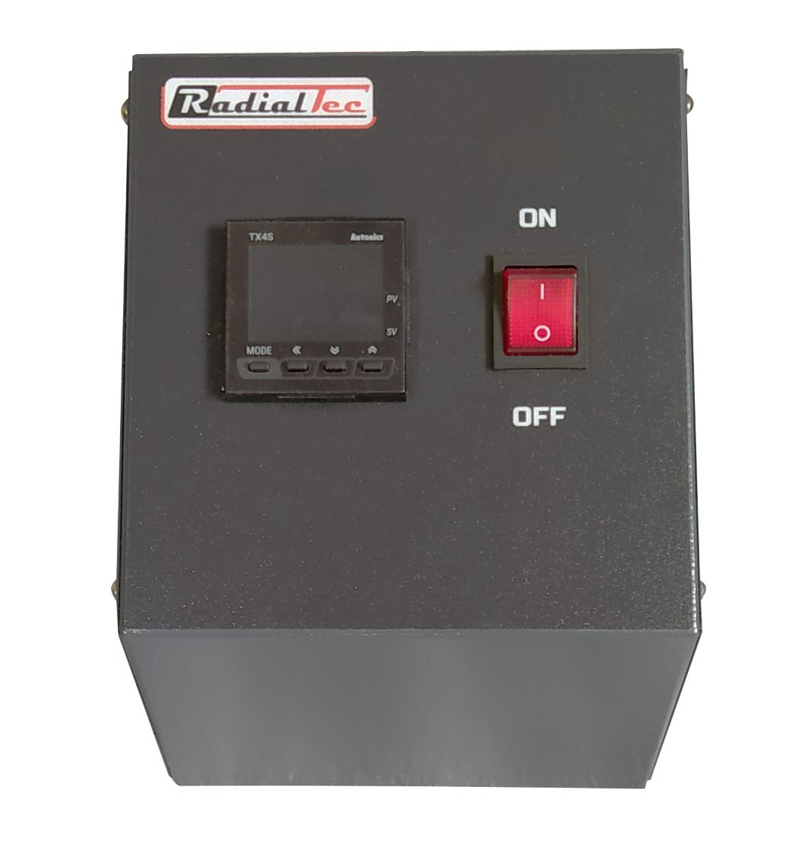 RadialTec
ON
TX4S Autonics
PV
SV
MODE
I
O
OFF